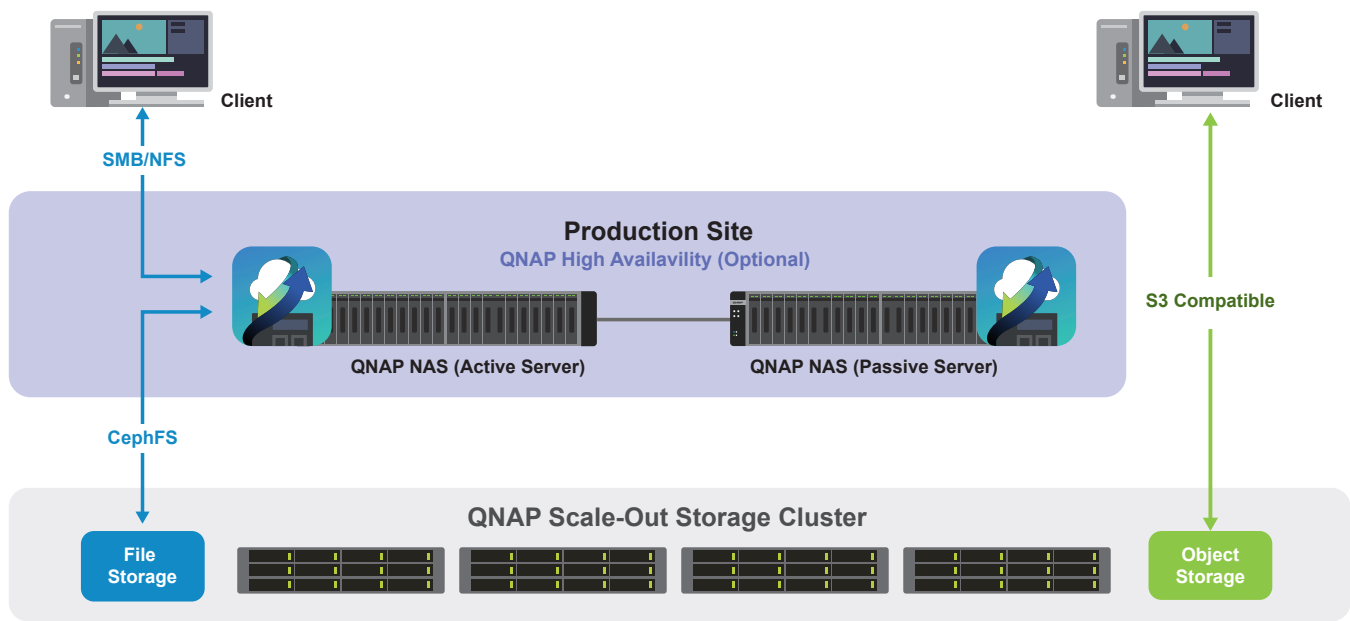 Client
Client
SMB/NFS
Production Site
QNAP High Availavility (Optional)
S3 Compatible
QNAP NAS (Active Server)
QNAP NAS (Passive Server)
CephFS
QNAP Scale-Out Storage Cluster
File
Storage
Object
Storage